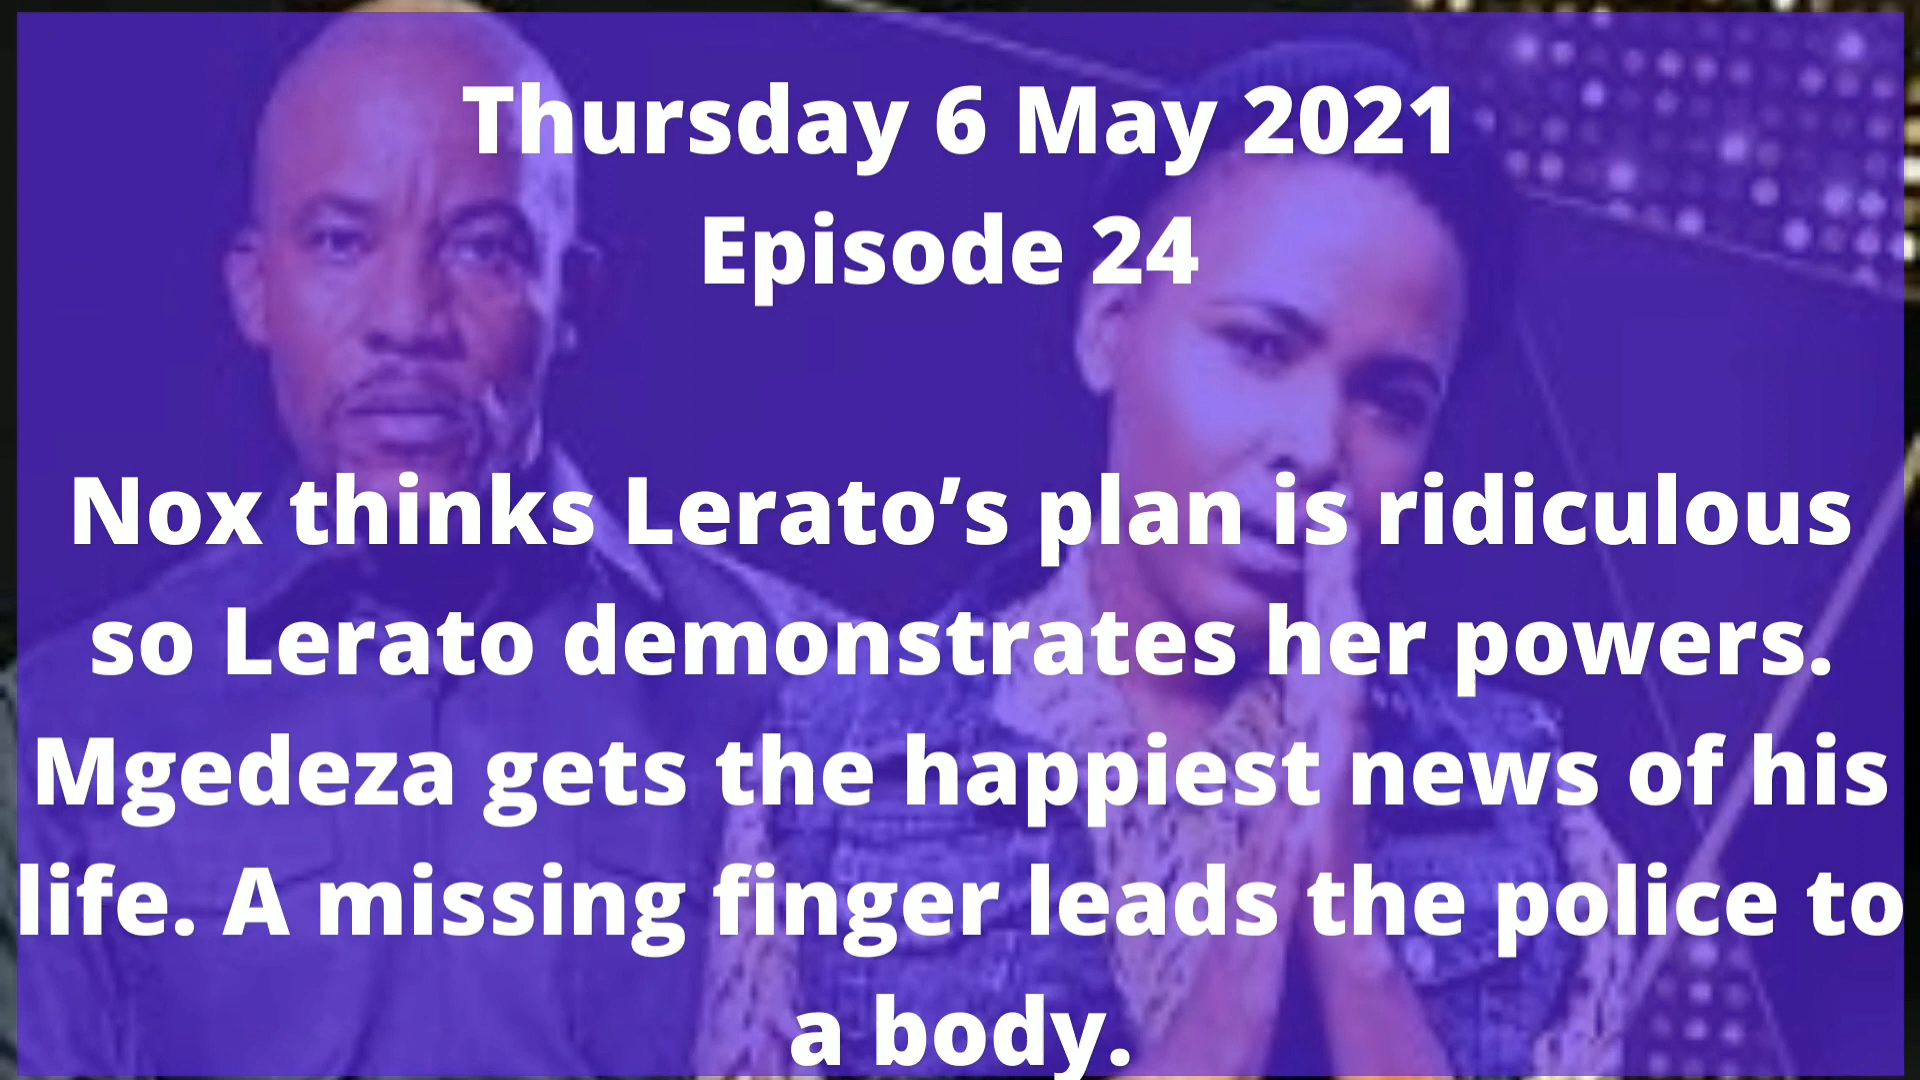 Thursday 6 May 2021
Episode 24
Nox thinks Lerato’s plan is ridiculous
so Lerato demonstrates her powers.
Mgedeza gets the happiest news of his
life. A missing finger leads the police to
a body.